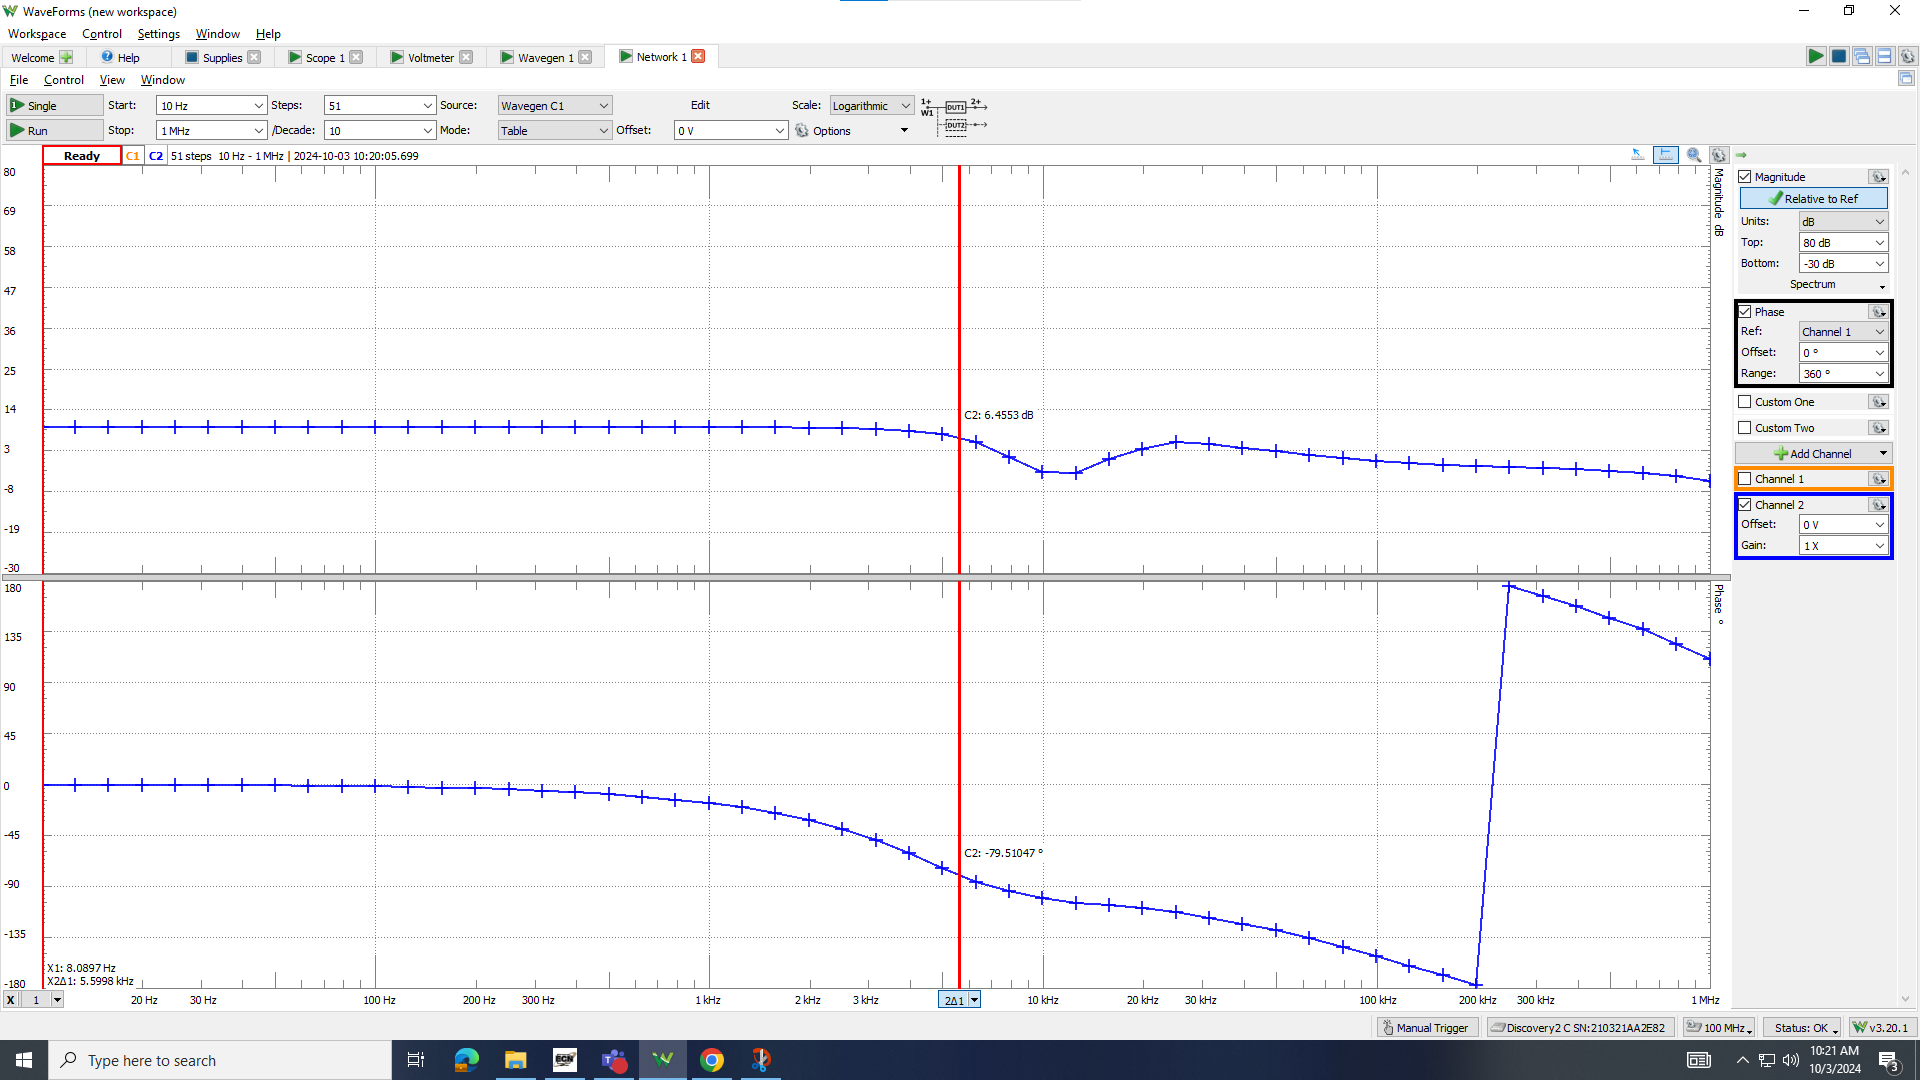 WaveForms (new workspace)
Workspace Control Settings Window Help
Welcome Help Supplies Scope 1 Voltmeter Wavegen 1 Network 1
File Control View Window
Single Start: 10 Hz Steps: 51 Source: Wavegen C1 Edit Scale: Logarithmic 1+ W1 DUT1 2+ DUT2
Run Stop: 1 MHz /Decade: 10 Mode: Table Offset: 0 V Options
Ready C1 C2 51 steps 10 Hz - 1 MHz | 2024-10-03 10:20:05.699
80
69
58
47
36
25
14
3
-8
-19
-30
C2: 6.4553 dB
Magnitude dB
180
135
90
45
0
-45
-90
-135
-180
C2: -79.51047 °
Phase °
X1: 8.0897 Hz
X2Δ1: 5.5998 kHz
X 1 20 Hz 30 Hz 100 Hz 200 Hz 300 Hz 1 kHz 2 kHz 3 kHz 2Δ1 10 kHz 20 kHz 30 kHz 100 kHz 200 kHz 300 kHz 1 MHz
Magnitude
Relative to Ref
Units: dB
Top: 80 dB
Bottom: -30 dB
Spectrum
Phase
Ref: Channel 1
Offset: 0 °
Range: 360 °
Custom One
Custom Two
Add Channel
Channel 1
Channel 2
Offset: 0 V
Gain: 1 X
Manual Trigger Discovery2 C SN:210321AA2E82 100 MHz Status: OK v3.20.1
Type here to search
ECN
10:21 AM
10/3/2024
3